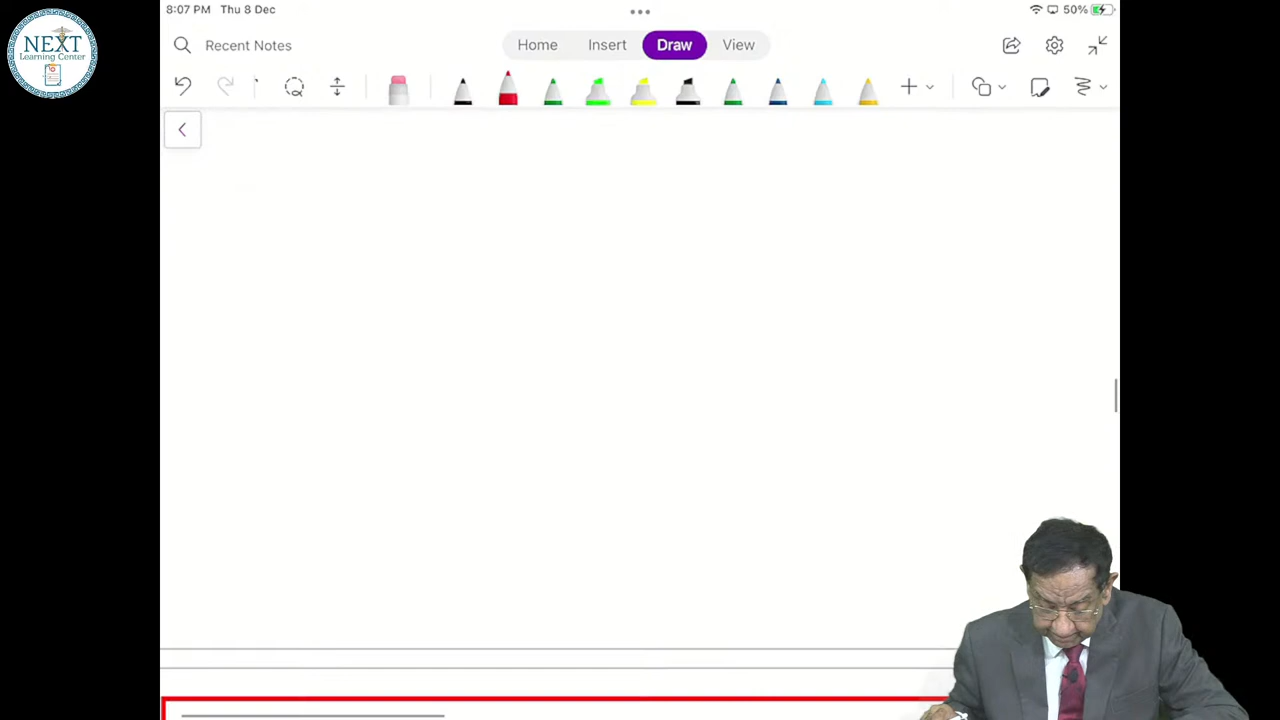 8:07 PM Thu 8 Dec
50%
NEXT
Learning Center
Recent Notes
Home Insert Draw View